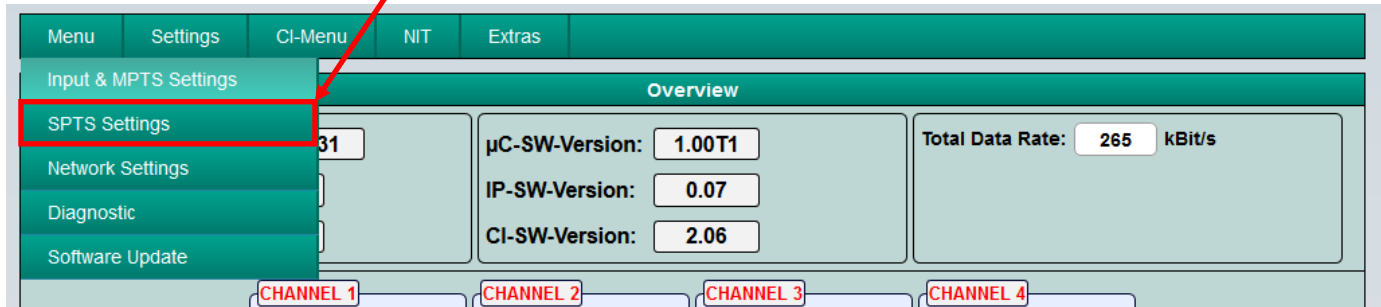 Menu Settings CI-Menu NIT Extras
Input & MPTS Settings
Overview
SPTS Settings
Network Settings
Diagnostic
Software Update
31
µC-SW-Version: 1.00T1
IP-SW-Version: 0.07
CI-SW-Version: 2.06
Total Data Rate: 265 kBit/s
CHANNEL 1 CHANNEL 2 CHANNEL 3 CHANNEL 4